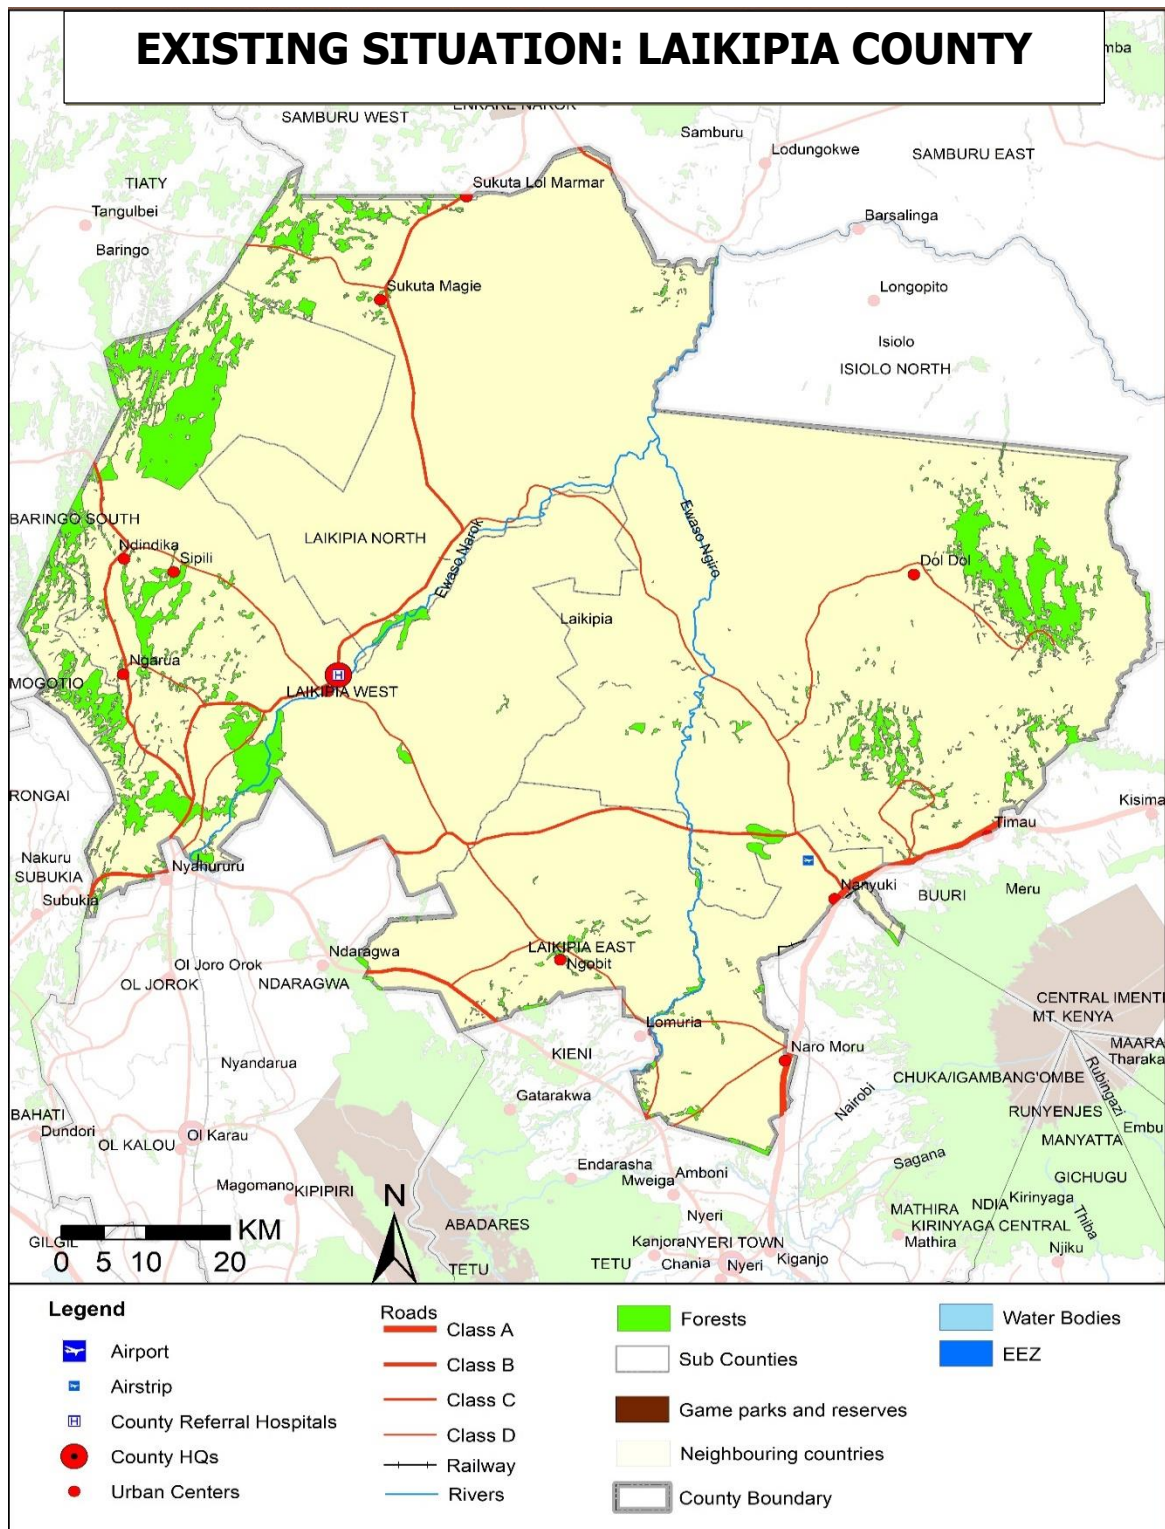 EXISTING SITUATION: LAIKIPIA COUNTY
SAMBURU WEST
Samburu
Lodungokwe
SAMBURU EAST
TIATY
Sukuta Lol Marmar
Tangulbei
Barsalinga
Baringo
Sukuta Magie
Longopito
Isiolo
ISIOLO NORTH
BARINGO SOUTH
Ewaso Narok
Ewaso Ngiro
LAIKIPIA NORTH
Ndindika
Sipili
Dol Dol
Laikipia
Ngarua
MOGOTIO
H
LAIKIPIA WEST
RONGAI
Kisima
Timau
Nakuru
SUBUKIA
Nyahururu
Nanyuki
BUURI
Meru
Subukia
Ndaragwa
LAIKIPIA EAST
Ngobit
Ol Joro Orok
OL JOROK
NDARAGWA
CENTRAL IMENTI
MT. KENYA
Lomuria
KIENI
Naro Moru
MAARA
Tharaka
Nyandarua
CHUKA/IGAMBANG'OMBE
Rubingazi
Gatarakwa
Nairobi
RUNYENJES
BAHATI
Dundori
OL KALOU
Ol Karau
Embu
MANYATTA
Sagana
Endarasha
Mweiga
Amboni
GICHUGU
Magomano
KIPIPIRI
N
ABADARES
Nyeri
MATHIRA
NDIA
Kirinyaga
Thiba
KIRINYAGA CENTRAL
KM
GILGIL
Kanjora
NYERI TOWN
Mathira
Njiku
0 5 10 20
TETU
TETU
Chania
Nyeri
Kiganjo
Legend
Airport
Airstrip
H
County Referral Hospitals
County HQs
Urban Centers
Roads
Class A
Class B
Class C
Class D
Railway
Rivers
Forests
Sub Counties
Game parks and reserves
Neighbouring countries
County Boundary
Water Bodies
EEZ